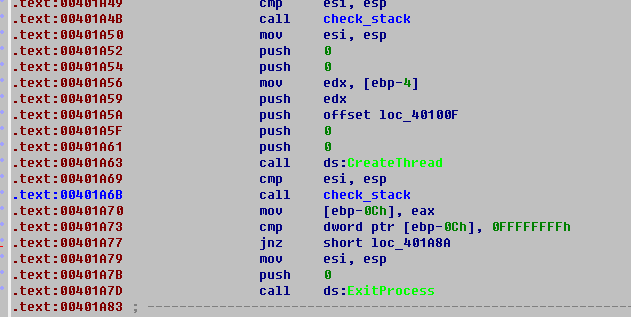 .text:00401A49 cmp esi, esp
.text:00401A4B call check_stack
.text:00401A50 mov esi, esp
.text:00401A52 push 0
.text:00401A54 push 0
.text:00401A56 mov edx, [ebp-4]
.text:00401A59 push edx
.text:00401A5A push offset loc_40100F
.text:00401A5F push 0
.text:00401A61 push 0
.text:00401A63 call ds:CreateThread
.text:00401A69 cmp esi, esp
.text:00401A6B call check_stack
.text:00401A70 mov [ebp-0Ch], eax
.text:00401A73 cmp dword ptr [ebp-0Ch], 0FFFFFFFFh
.text:00401A77 jnz short loc_401A8A
.text:00401A79 mov esi, esp
.text:00401A7B push 0
.text:00401A7D call ds:ExitProcess
.text:00401A83 ; ---------------------------------------------------------------